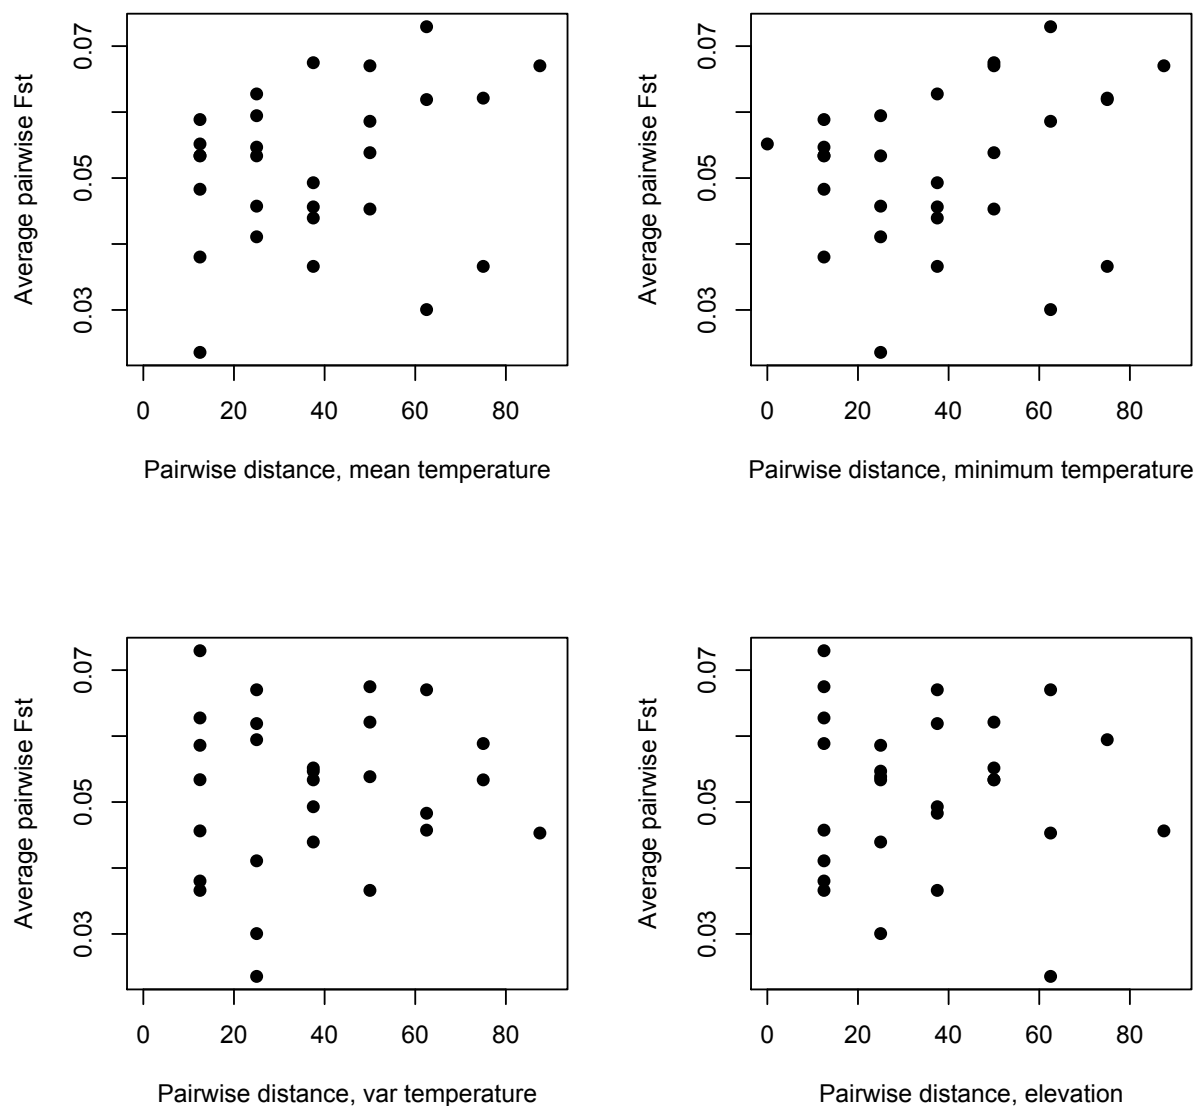 Average pairwise Fst
0.07
0.05
0.03
0 20 40 60 80
Pairwise distance, mean temperature
Average pairwise Fst
0.07
0.05
0.03
0 20 40 60 80
Pairwise distance, minimum temperature
Average pairwise Fst
0.07
0.05
0.03
0 20 40 60 80
Pairwise distance, var temperature
Average pairwise Fst
0.07
0.05
0.03
0 20 40 60 80
Pairwise distance, elevation